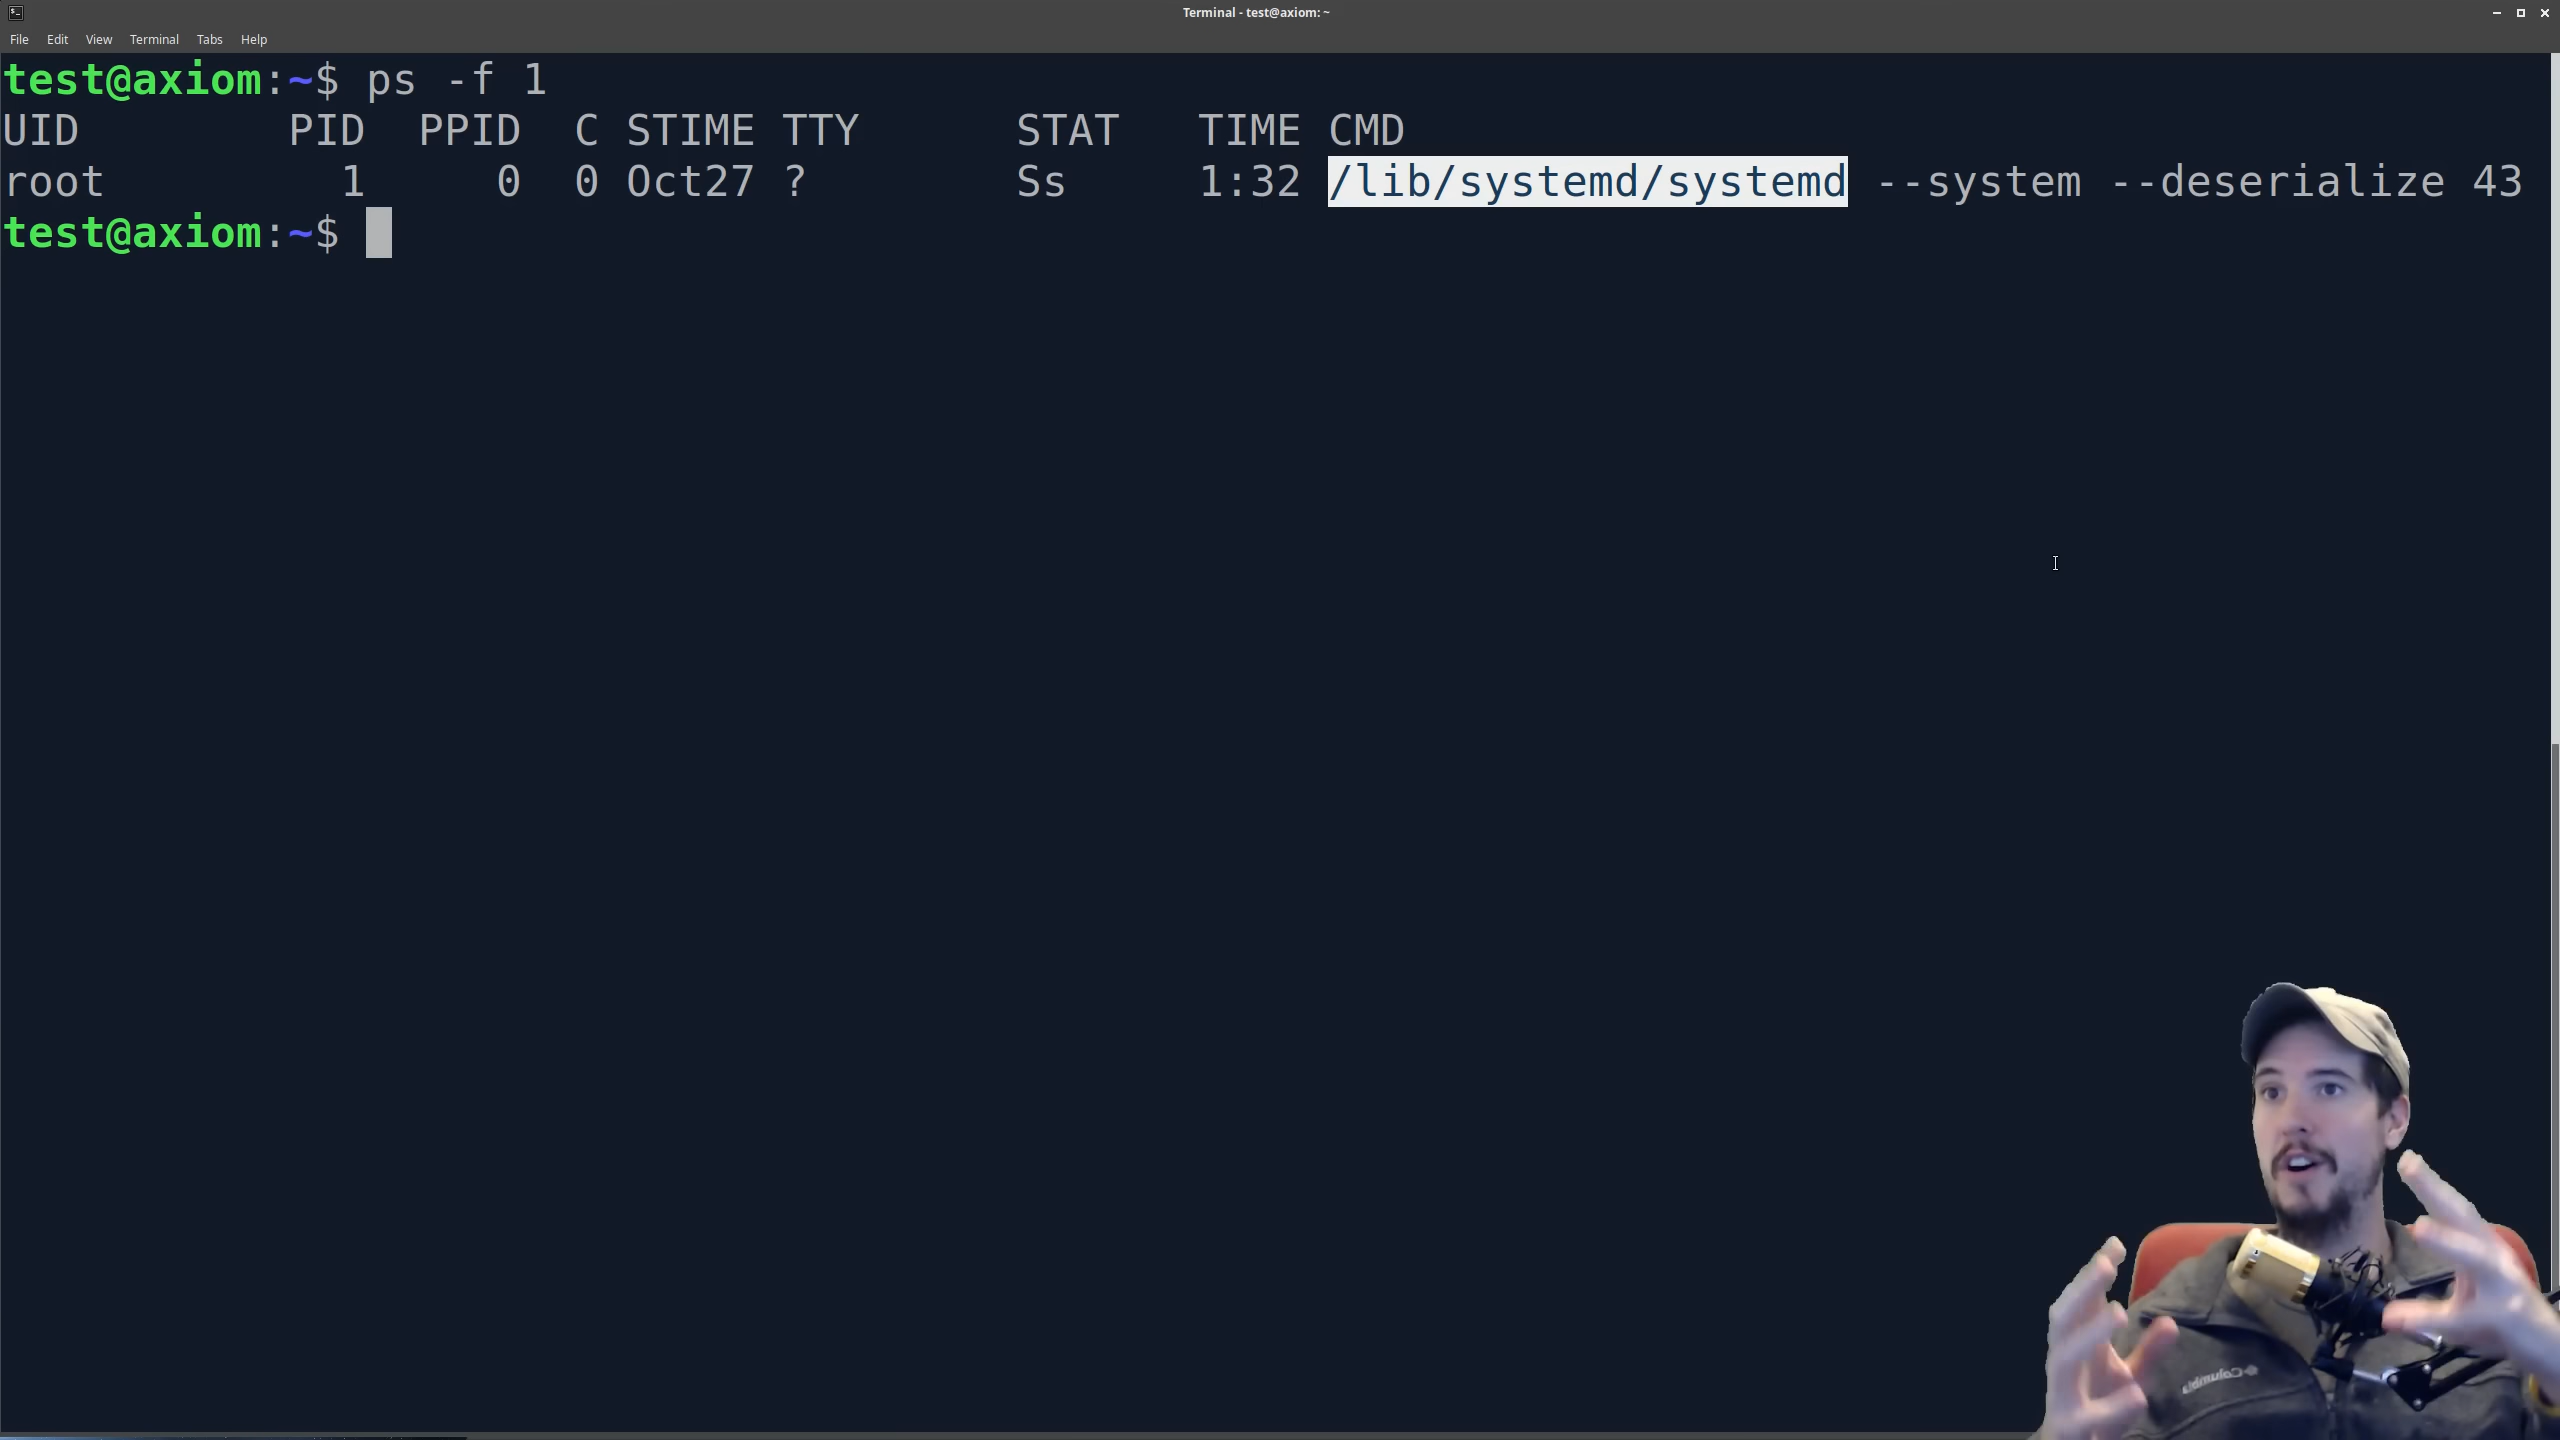 Terminal - test@axiom: ~
File Edit View Terminal Tabs Help
test@axiom:~$ ps -f 1
UID PID PPID C STIME TTY STAT TIME CMD
root 1 0 0 Oct27 ? Ss 1:32 /lib/systemd/systemd --system --deserialize 43
test@axiom:~$
Columbia